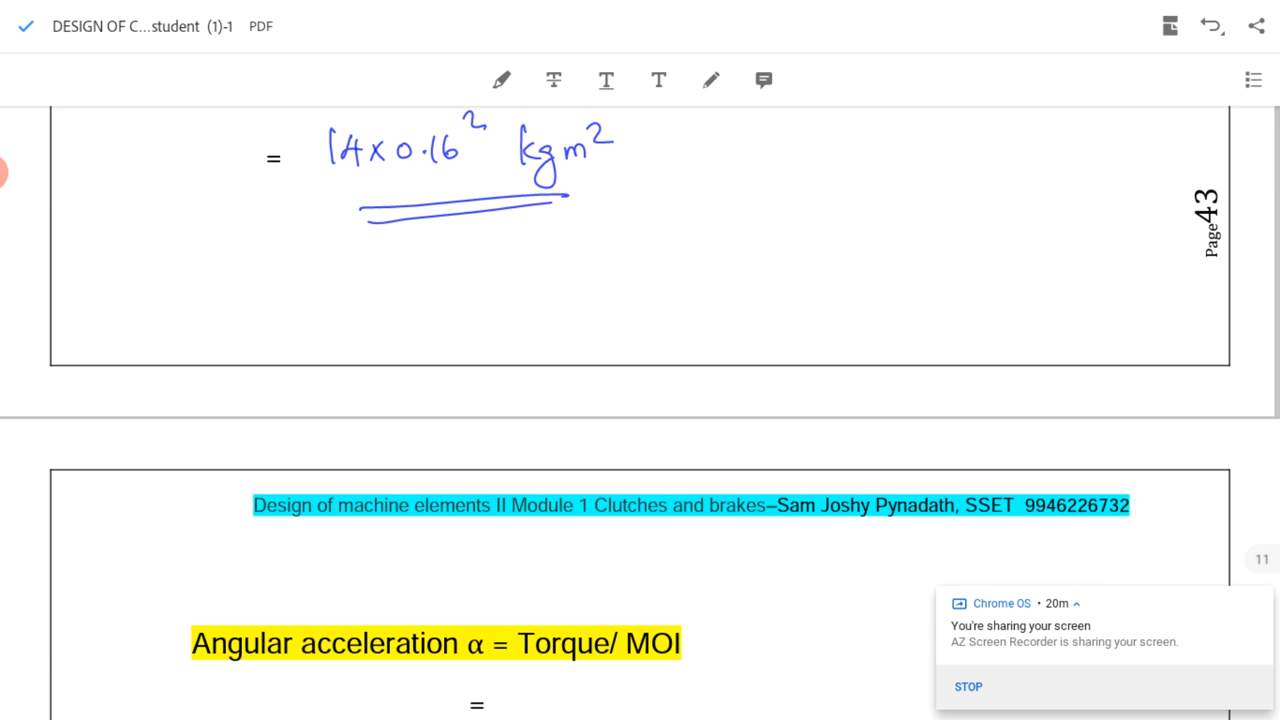 DESIGN OF C...student (1)-1 PDF
= 14 x 0.16² kgm²
Page43
Design of machine elements II Module 1 Clutches and brakes–Sam Joshy Pynadath, SSET 9946226732
11
Angular acceleration α = Torque/ MOI
=
Chrome OS • 20m
You're sharing your screen
AZ Screen Recorder is sharing your screen.
STOP